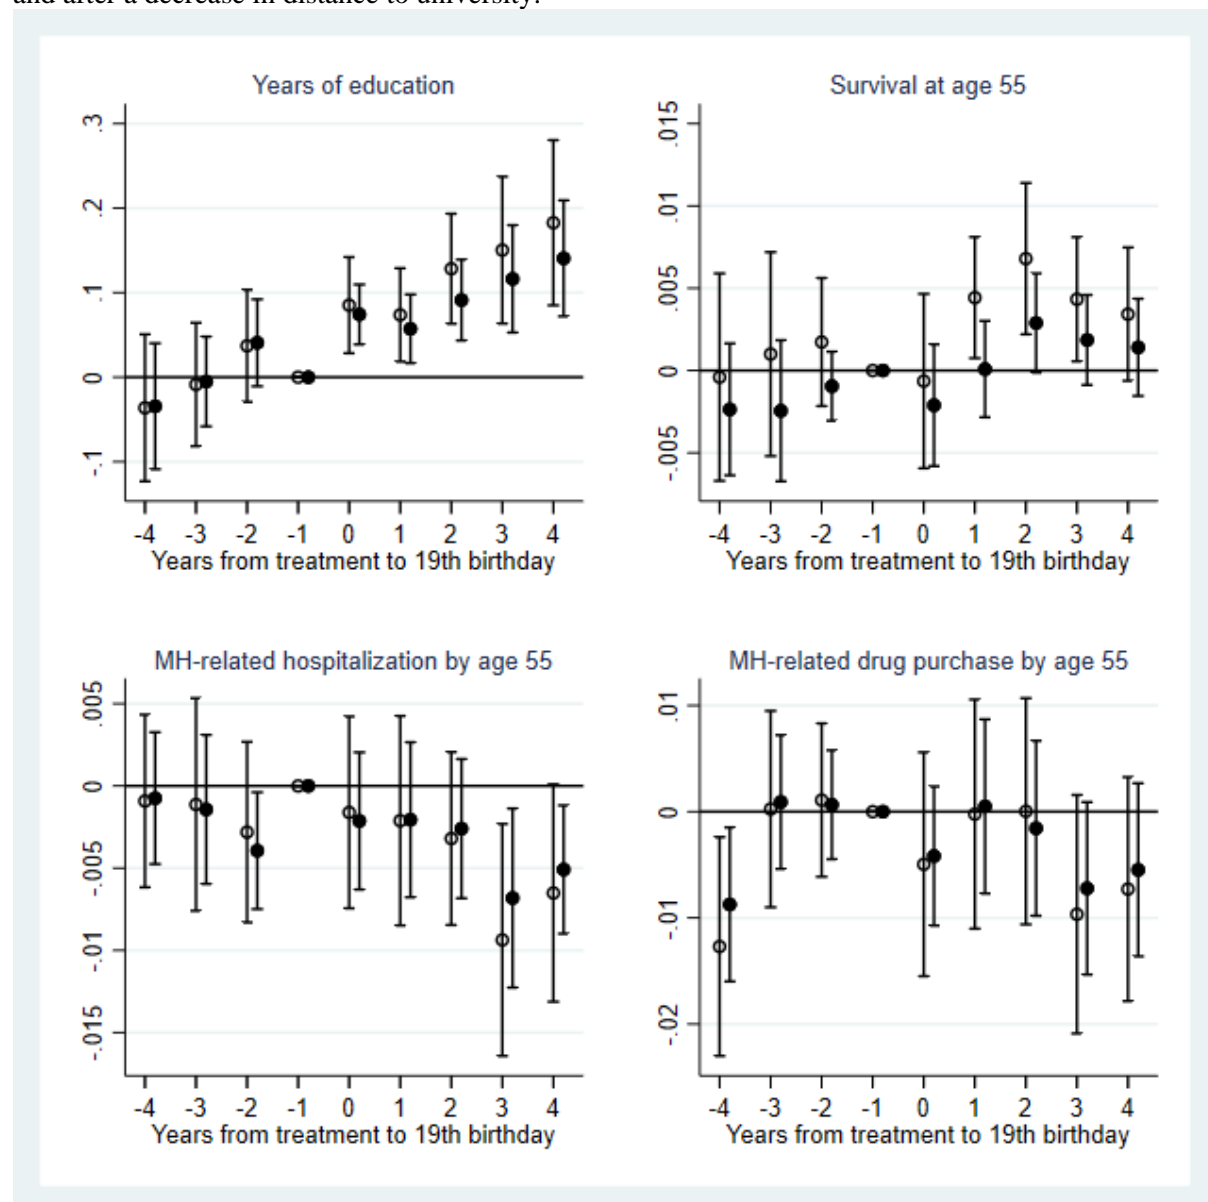 and after a decrease in distance to university.
Years of education
.3
.2
.1
0
-.1
-4 -3 -2 -1 0 1 2 3 4
Years from treatment to 19th birthday
Survival at age 55
.015
.01
.005
0
-.005
-4 -3 -2 -1 0 1 2 3 4
Years from treatment to 19th birthday
MH-related hospitalization by age 55
.005
0
-.005
-.01
-.015
-4 -3 -2 -1 0 1 2 3 4
Years from treatment to 19th birthday
MH-related drug purchase by age 55
.01
0
-.01
-.02
-4 -3 -2 -1 0 1 2 3 4
Years from treatment to 19th birthday